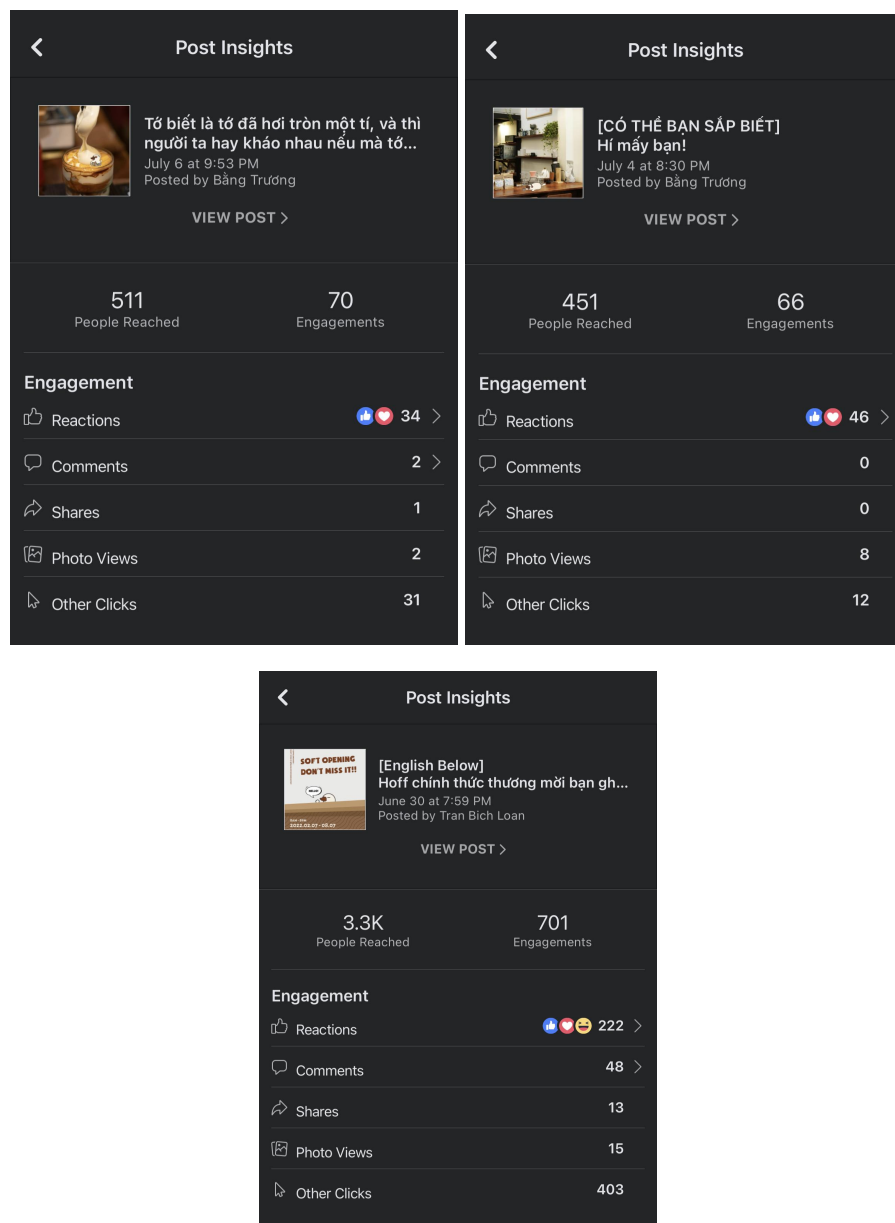 Post Insights
Tớ biết là tớ đã hơi tròn một tí, và thì
người ta hay kháo nhau nếu mà tớ...
July 6 at 9:53 PM
Posted by Bằng Trương
VIEW POST
511
People Reached
70
Engagements
Engagement
Reactions 34
Comments 2
Shares 1
Photo Views 2
Other Clicks 31
Post Insights
[CÓ THỂ BẠN SẮP BIẾT]
Hí mấy bạn!
July 4 at 8:30 PM
Posted by Bằng Trương
VIEW POST
451
People Reached
66
Engagements
Engagement
Reactions 46
Comments 0
Shares 0
Photo Views 8
Other Clicks 12
Post Insights
SOFT OPENING
DON'T MISS IT!!
[English Below]
Hoff chính thức thương mời bạn gh...
June 30 at 7:59 PM
Posted by Tran Bich Loan
VIEW POST
3.3K
People Reached
701
Engagements
Engagement
Reactions 222
Comments 48
Shares 13
Photo Views 15
Other Clicks 403